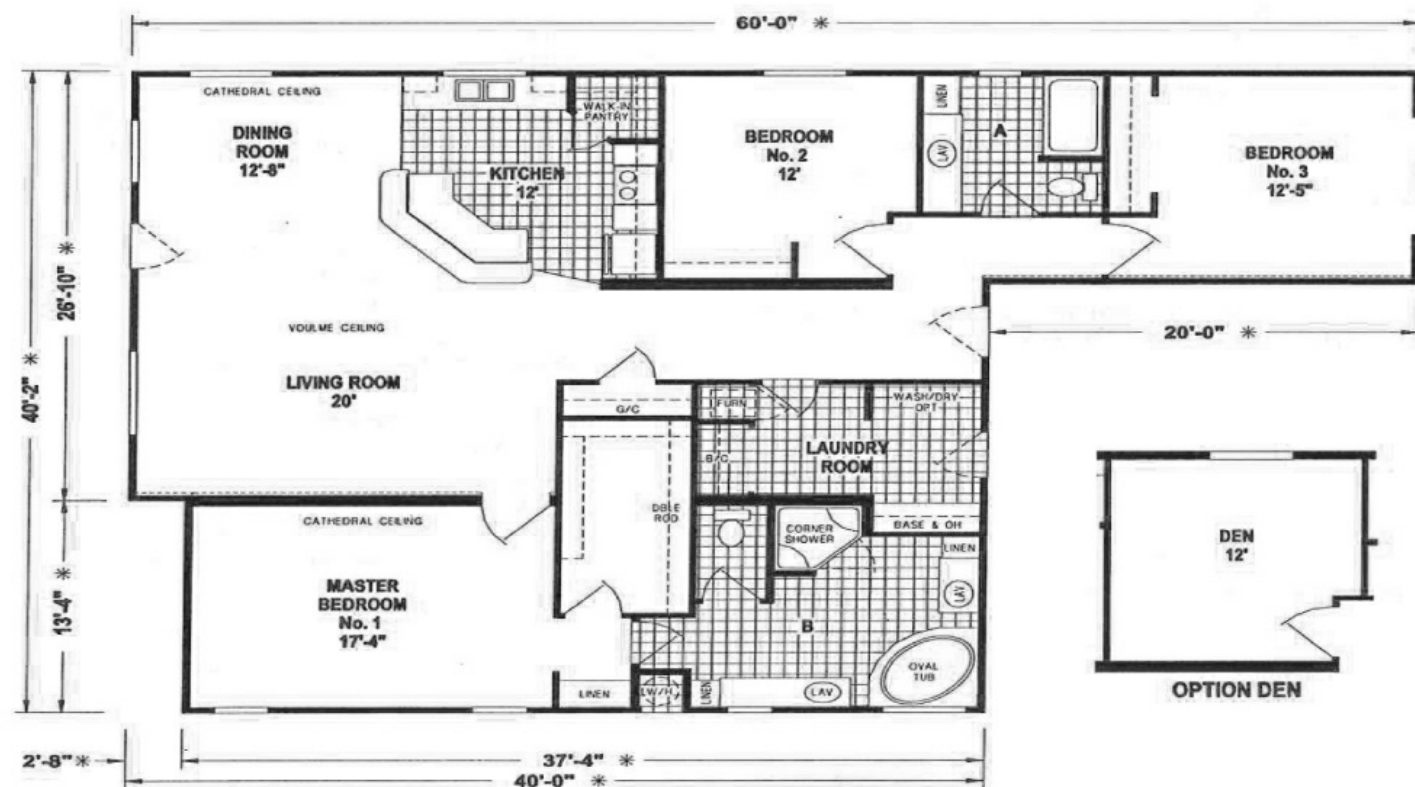 60'-0" *
CATHEDRAL CEILING
DINING
ROOM
12'-8"
WALK-IN
PANTRY
KITCHEN
12'
BEDROOM
No. 2
12'
LINEN
LAV
A
BEDROOM
No. 3
12'-5"
40'-2" *
26'-10" *
13'-4" *
VOULME CEILING
LIVING ROOM
20'
20'-0" *
G/C
FURN
WASH/DRY
OPT
B/C
LAUNDRY
ROOM
DBLE
ROD
BASE & OH
CATHEDRAL CEILING
CORNER
SHOWER
LINEN
LAV
MASTER
BEDROOM
No. 1
17'-4"
B
OVAL
TUB
LINEN
LW/H
LINEN
LAV
DEN
12'
OPTION DEN
2'-8" *
37'-4" *
40'-0" *